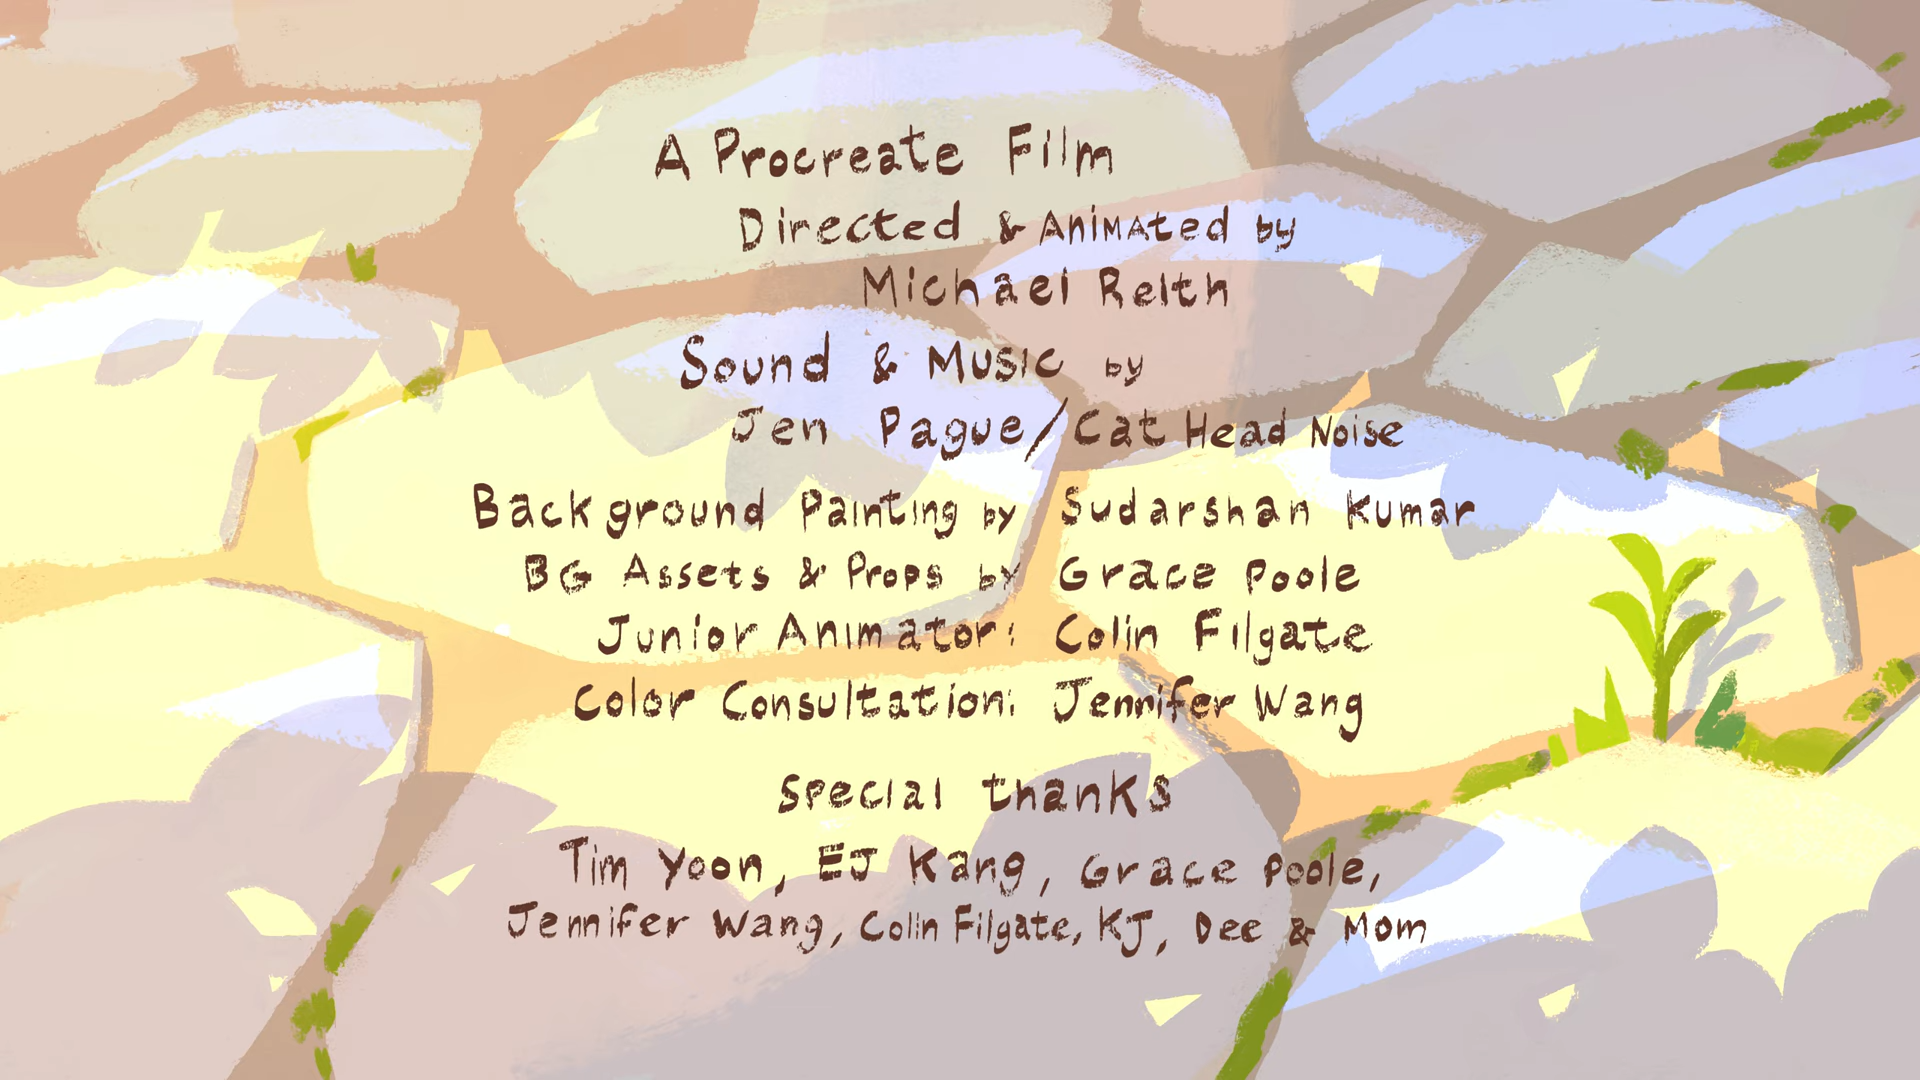 A Procreate Film
Directed & Animated by
Michael Relth
Sound & Music by
Jen Pague/Cat Head Noise
Background Painting by Sudarshan Kumar
BG Assets & Props by Grace Poole
Junior Animator: Colin Filgate
Color Consultation: Jennifer Wang
Special thanks
Tim Yoon, EJ Kang, Grace Poole,
Jennifer Wang, Colin Filgate, KJ, Dee & Mom